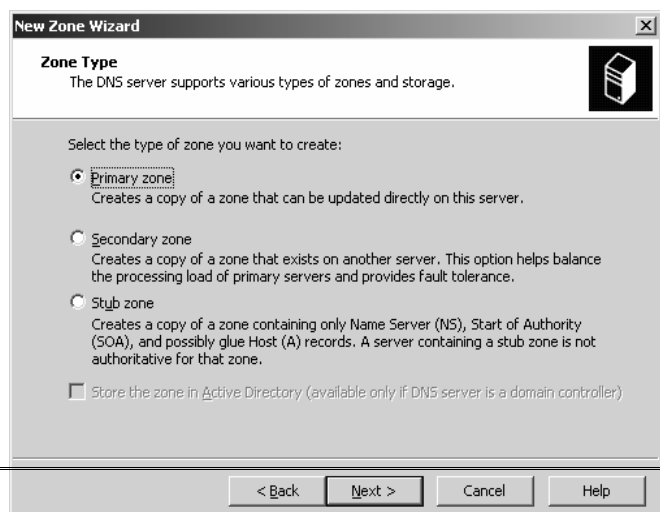 New Zone Wizard
Zone Type
The DNS server supports various types of zones and storage.
Select the type of zone you want to create:
Primary zone
Creates a copy of a zone that can be updated directly on this server.
Secondary zone
Creates a copy of a zone that exists on another server. This option helps balance
the processing load of primary servers and provides fault tolerance.
Stub zone
Creates a copy of a zone containing only Name Server (NS), Start of Authority
(SOA), and possibly glue Host (A) records. A server containing a stub zone is not
authoritative for that zone.
Store the zone in Active Directory (available only if DNS server is a domain controller)
< Back Next > Cancel Help